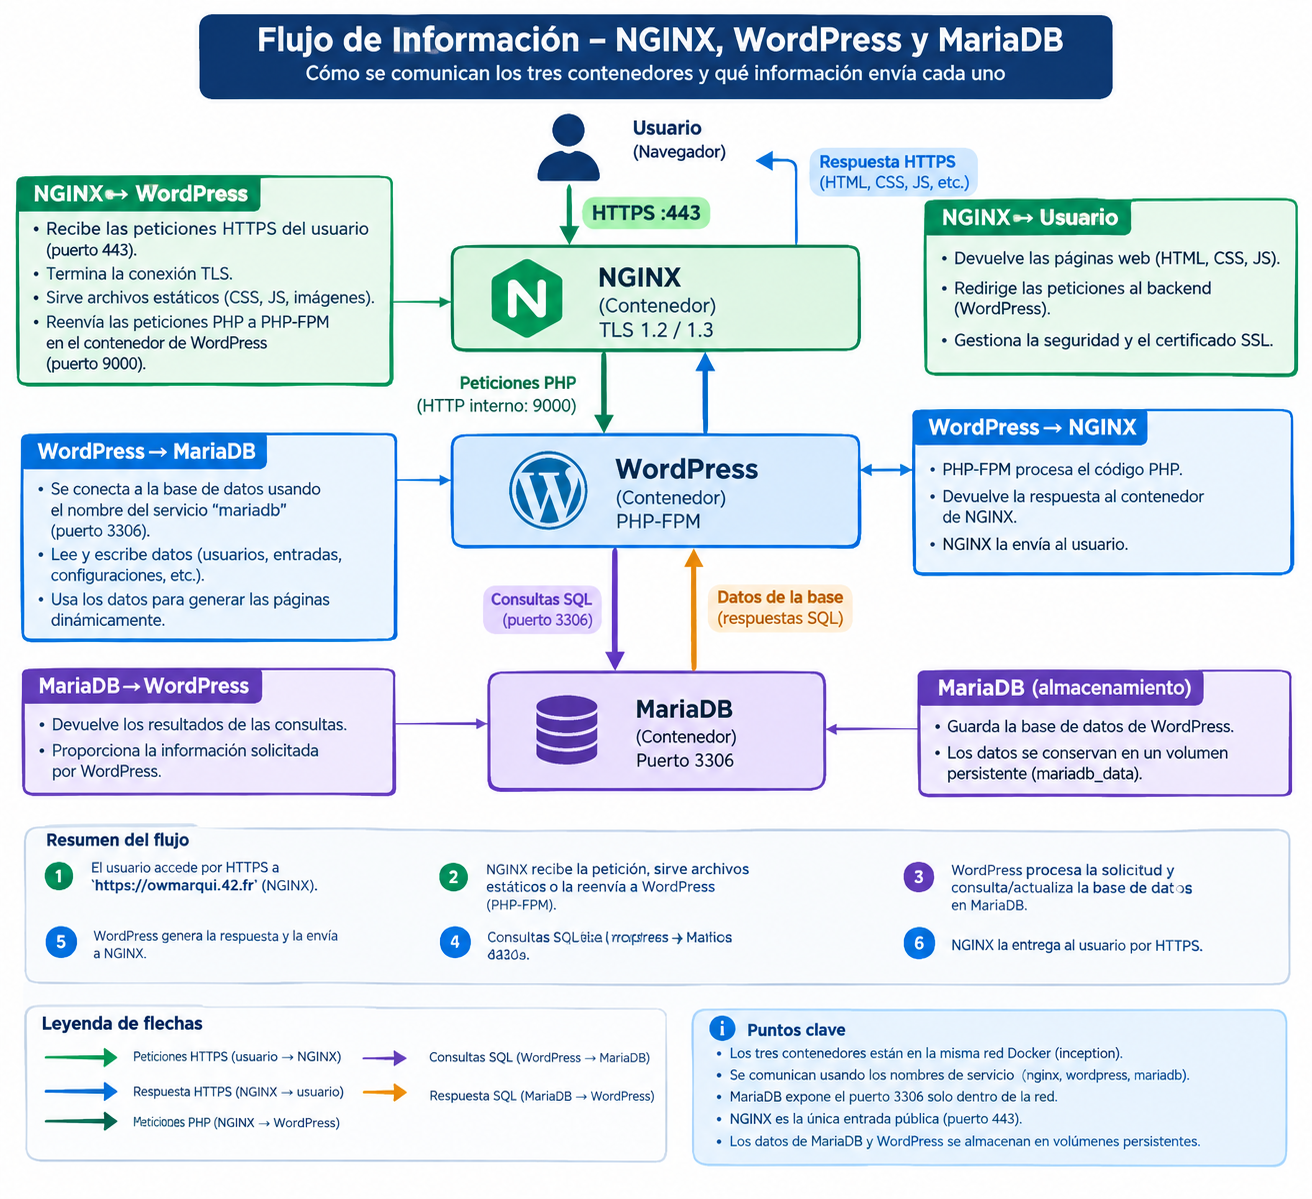 Flujo de Información – NGINX, WordPress y MariaDB
Cómo se comunican los tres contenedores y qué información envía cada uno
Usuario
(Navegador)
Respuesta HTTPS
(HTML, CSS, JS, etc.)
HTTPS :443
NGINX ↔ WordPress
• Recibe las peticiones HTTPS del usuario
(puerto 443).
• Termina la conexión TLS.
• Sirve archivos estáticos (CSS, JS, imágenes).
• Reenvía las peticiones PHP a PHP-FPM
en el contenedor de WordPress
(puerto 9000).
NGINX
(Contenedor)
TLS 1.2 / 1.3
NGINX ↔ Usuario
• Devuelve las páginas web (HTML, CSS, JS).
• Redirige las peticiones al backend
(WordPress).
• Gestiona la seguridad y el certificado SSL.
Peticiones PHP
(HTTP interno: 9000)
WordPress → MariaDB
• Se conecta a la base de datos usando
el nombre del servicio “mariadb”
(puerto 3306).
• Lee y escribe datos (usuarios, entradas,
configuraciones, etc.).
• Usa los datos para generar las páginas
dinámicamente.
WordPress
(Contenedor)
PHP-FPM
WordPress → NGINX
• PHP-FPM procesa el código PHP.
• Devuelve la respuesta al contenedor
de NGINX.
• NGINX la envía al usuario.
Consultas SQL
(puerto 3306)
Datos de la base
(respuestas SQL)
MariaDB → WordPress
• Devuelve los resultados de las consultas.
• Proporciona la información solicitada
por WordPress.
MariaDB
(Contenedor)
Puerto 3306
MariaDB (almacenamiento)
• Guarda la base de datos de WordPress.
• Los datos se conservan en un volumen
persistente (mariadb_data).
Resumen del flujo
1 El usuario accede por HTTPS a
`https://owmarqui.42.fr` (NGINX).
2 NGINX recibe la petición, sirve archivos
estáticos o la reenvía a WordPress
(PHP-FPM).
3 WordPress procesa la solicitud y
consulta/actualiza la base de datos
en MariaDB.
5 WordPress genera la respuesta y la envía
a NGINX.
4 Consultas
6 NGINX la entrega al usuario por HTTPS.
Leyenda de flechas
Peticiones HTTPS (usuario → NGINX)
Respuesta HTTPS (NGINX → usuario)
PHP (NGINX → WordPress)
Consultas SQL (WordPress → MariaDB)
Respuesta SQL (MariaDB → WordPress)
i Puntos clave
• Los tres contenedores están en la misma red Docker (inception).
• Se comunican usando los nombres de servicio (nginx, wordpress, mariadb).
• MariaDB expone el puerto 3306 solo dentro de la red.
• NGINX es la única entrada pública (puerto 443).
• Los datos de MariaDB y WordPress se almacenan en volúmenes persistentes.